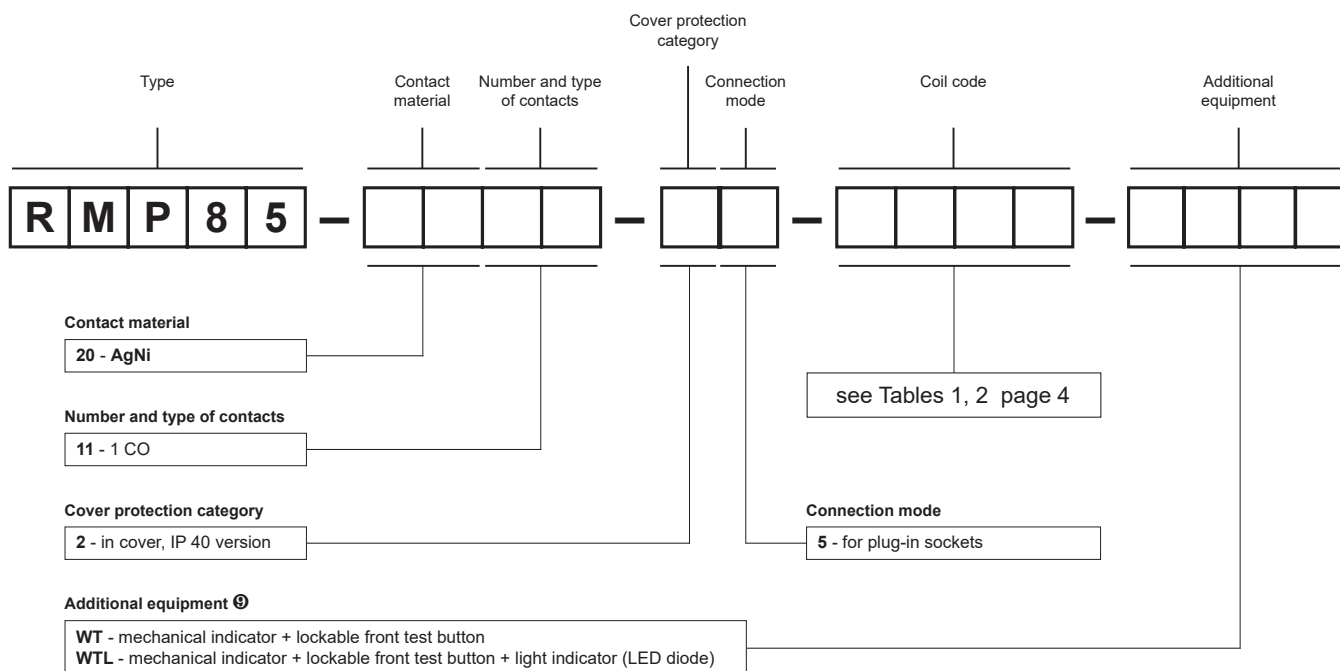 Cover protection
category
Type
Contact
material
Number and type
of contacts
Connection
mode
Coil code
Additional
equipment
R M P 8 5 – – – –
Contact material
20 - AgNi
see Tables 1, 2 page 4
Number and type of contacts
11 - 1 CO
Cover protection category
2 - in cover, IP 40 version
Connection mode
5 - for plug-in sockets
Additional equipment ❾
WT - mechanical indicator + lockable front test button
WTL - mechanical indicator + lockable front test button + light indicator (LED diode)